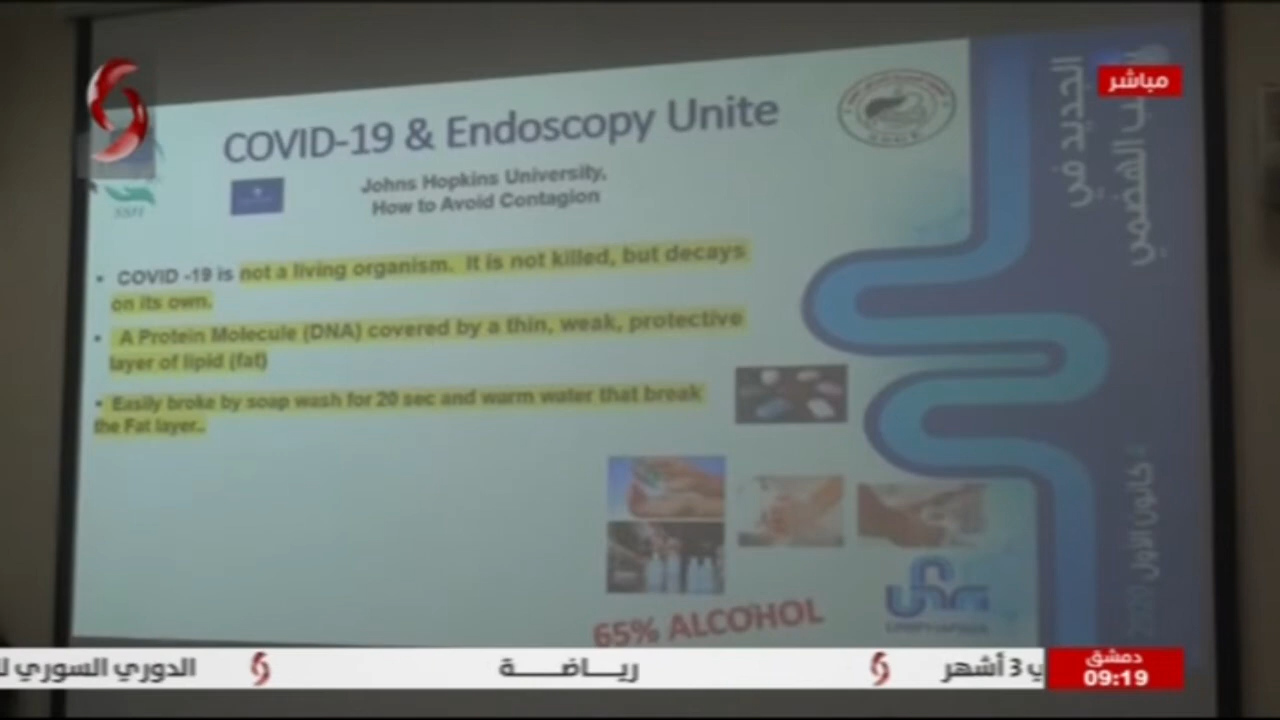 مباشر
COVID-19 & Endoscopy Unite
Johns Hopkins University,
How to Avoid Contagion
• COVID -19 is not a living organism. It is not killed, but decays
on its own.
• A Protein Molecule (DNA) covered by a thin, weak, protective
layer of lipid (fat)
• Easily broke by soap wash for 20 sec and warm water that break
the Fat layer..
65% ALCOHOL
الجديد في
الهضمي
كانون الأول 2020
الدوري السوري
رياضة
ي 3 أشهر
دمشق
09:19